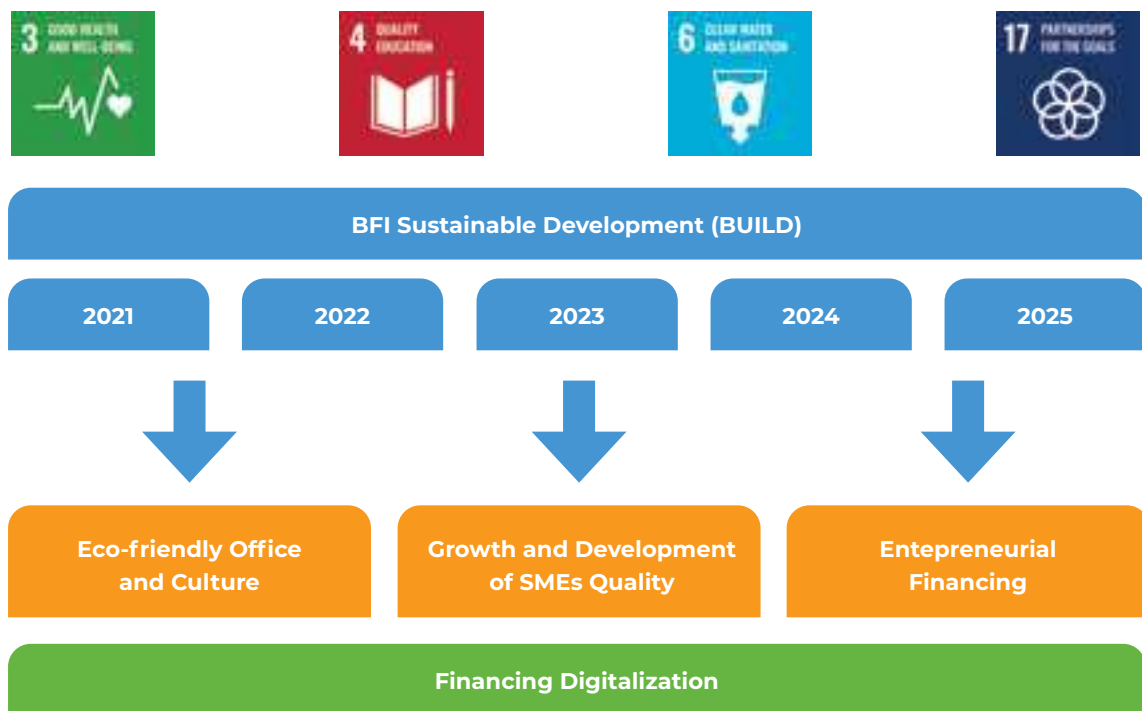 3 GOOD HEALTH
AND WELL-BEING
4 QUALITY
EDUCATION
6 CLEAN WATER
AND SANITATION
17 PARTNERSHIPS
FOR THE GOALS
BFI Sustainable Development (BUILD)
2021
2022
2023
2024
2025
Eco-friendly Office
and Culture
Growth and Development
of SMEs Quality
Entepreneurial
Financing
Financing Digitalization